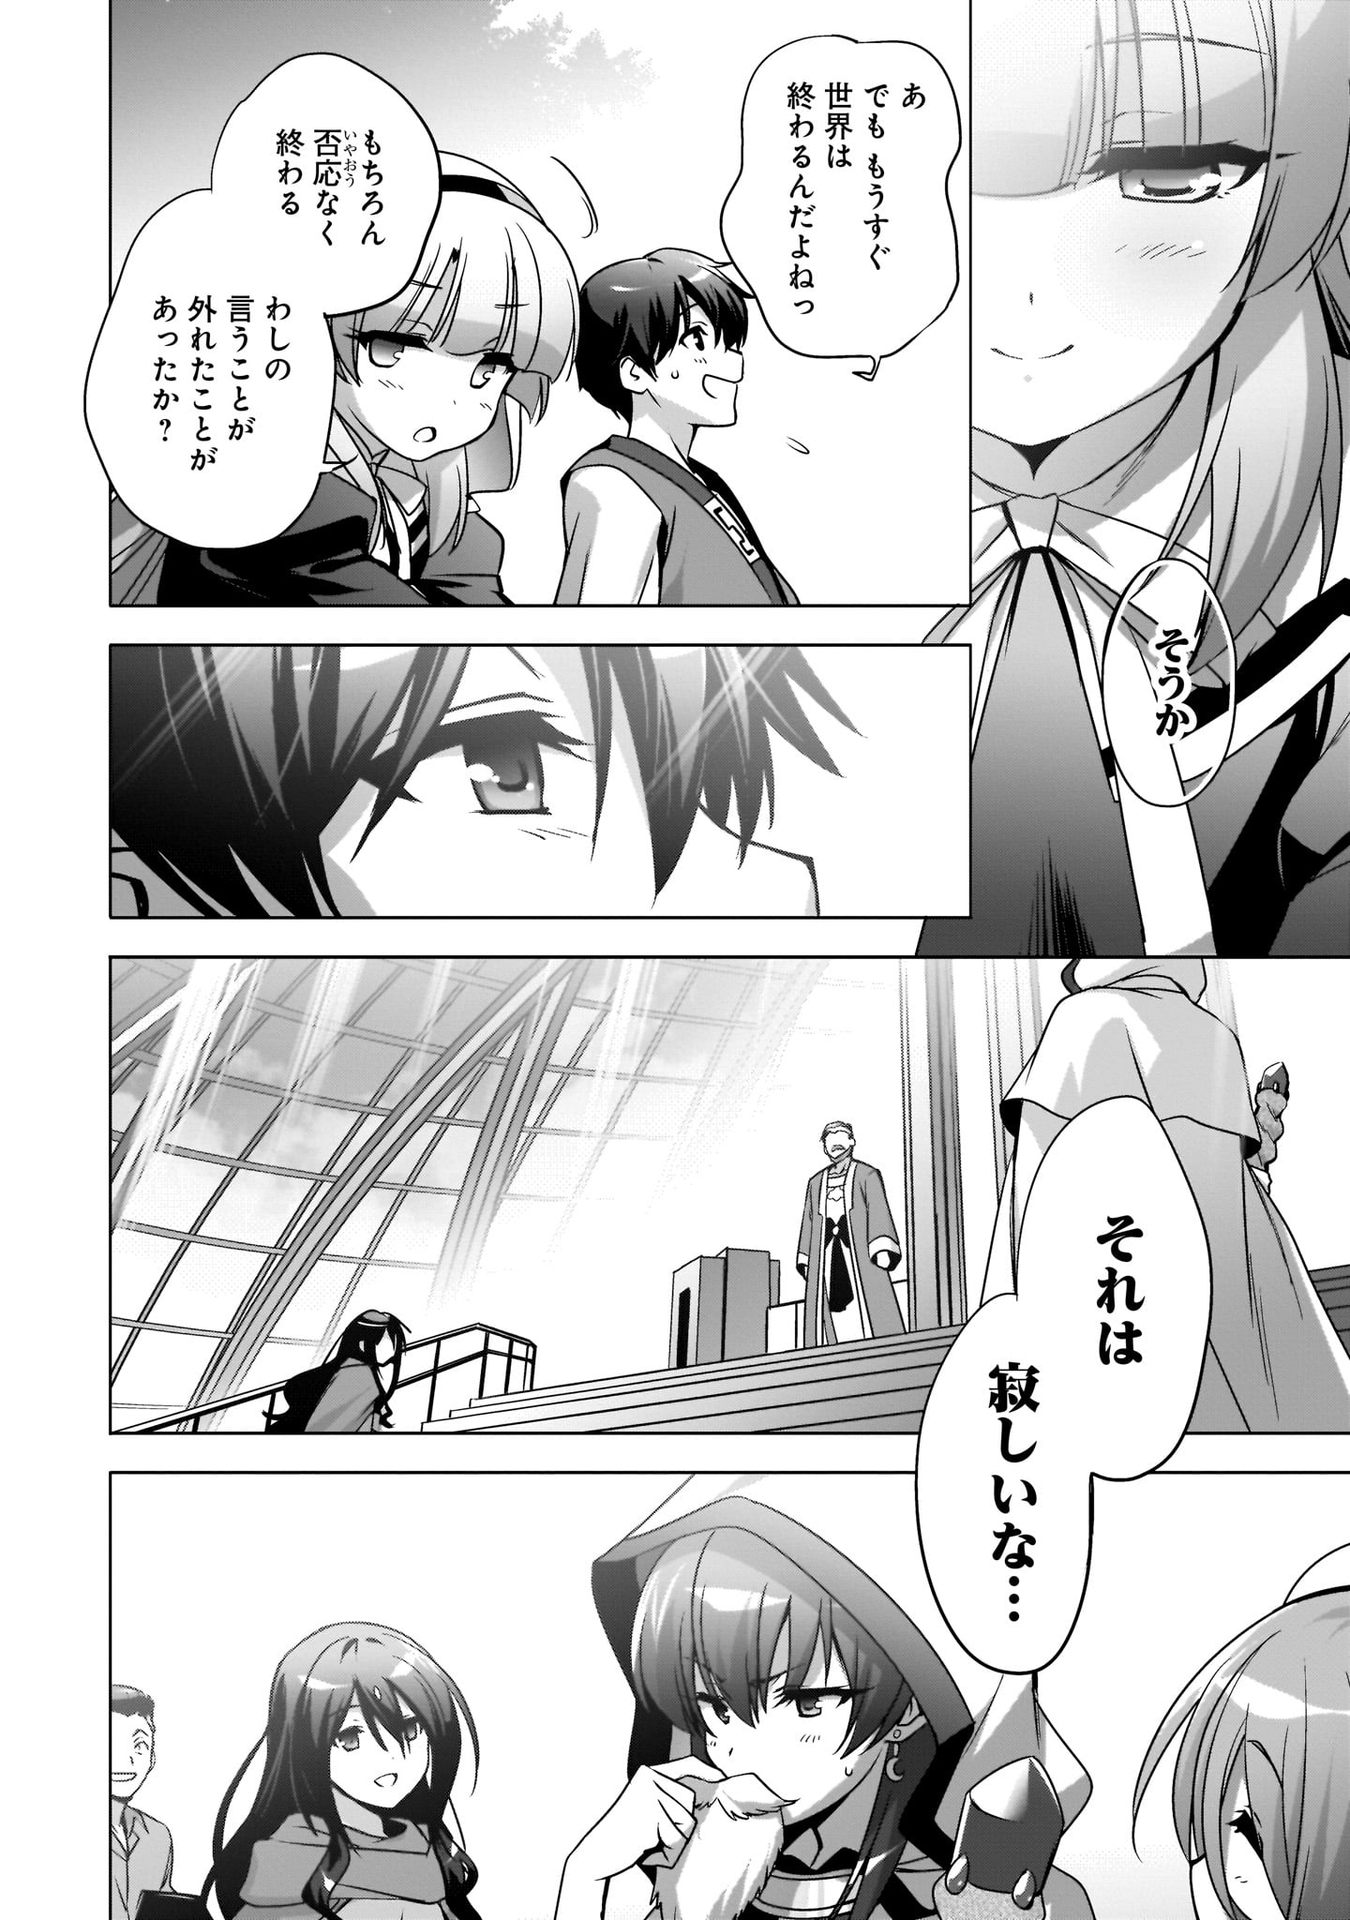 あ
でも もうすぐ
世界は
終わるんだよねっ
もちろん
否応なく
いやおう
終わる
わしの
言うことが
外れたことが
あったか？
そうか
それは
寂しいな…